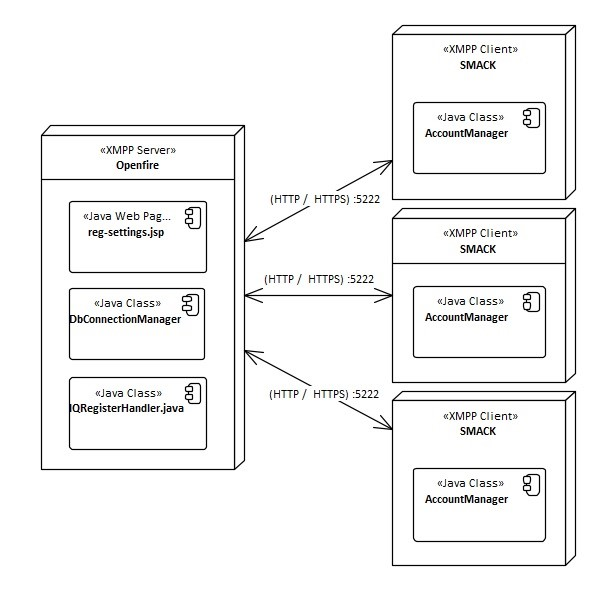 «XMPP Server»
Openfire
«Java Web Pag...
reg-settings.jsp
«Java Class»
DbConnectionManager
«Java Class»
IQRegisterHandler.java
(HTTP /  HTTPS) :5222
(HTTP /  HTTPS) :5222
(HTTP /  HTTPS) :5222
«XMPP Client»
SMACK
«Java Class»
AccountManager
«XMPP Client»
SMACK
«Java Class»
AccountManager
«XMPP Client»
SMACK
«Java Class»
AccountManager